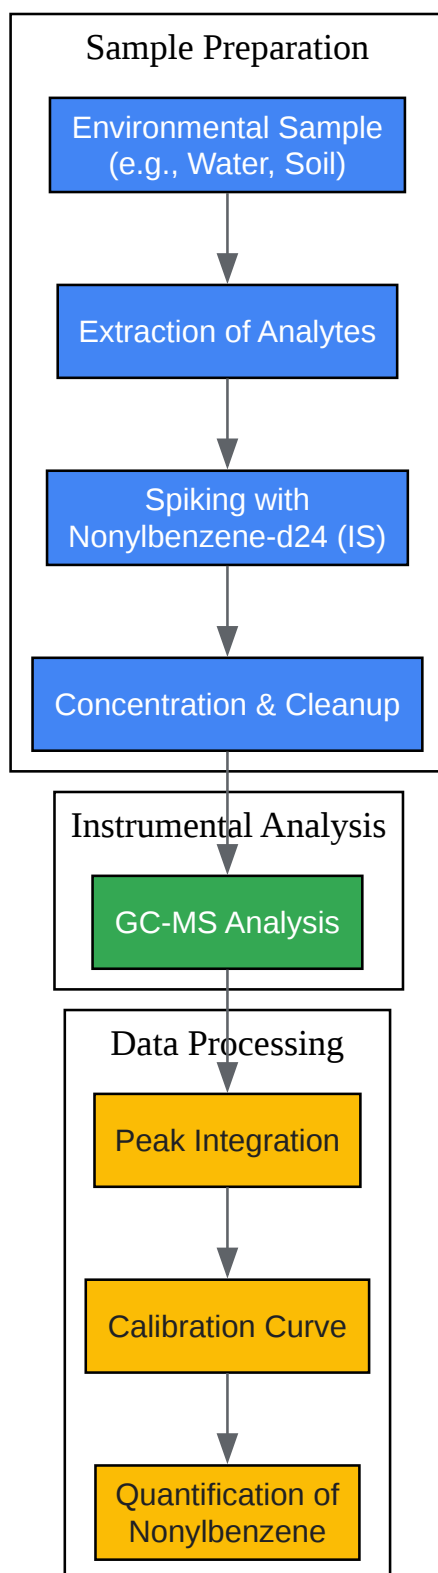 Sample Preparation
Environmental Sample
(e.g., Water, Soil)
Extraction of Analytes
Spiking with
Nonylbenzene-d24 (IS)
Concentration & Cleanup
Instrumental Analysis
GC-MS Analysis
Data Processing
Peak Integration
Calibration Curve
Quantification of
Nonylbenzene